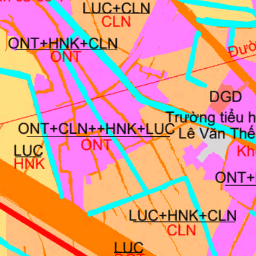 LUC+CLN
CLN
ONT+HNK+CLN
ONT
Đườ
DGD
Trường tiểu h
ONT+CLN++HNK+LUC Lê Văn Thế
ONT
LUC
HNK
Kh
ONT+
LUC+HNK+CLN
CLN
LUC